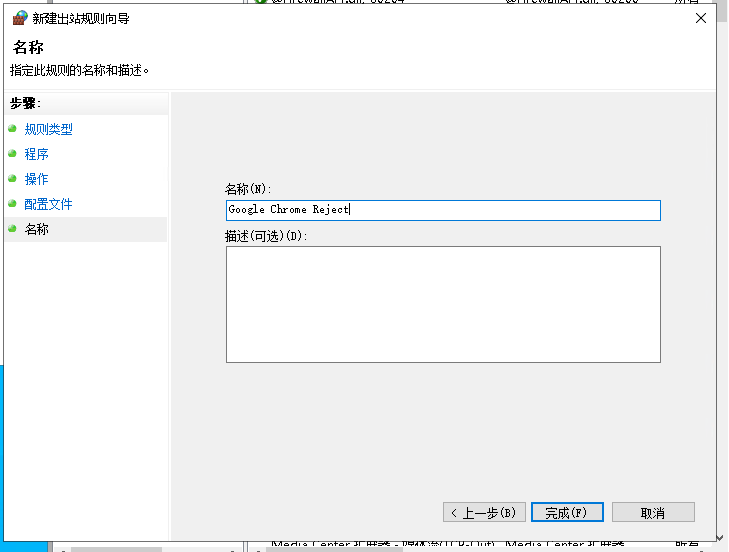 新建出站规则向导
名称
指定此规则的名称和描述。
步骤:
规则类型
程序
操作
配置文件
名称
名称(N):
Google Chrome Reject
描述(可选)(D):
< 上一步(B)
完成(F)
取消